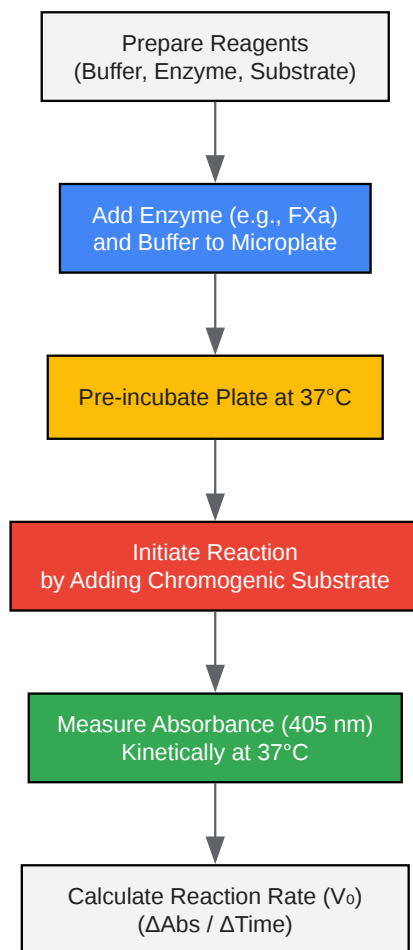 Prepare Reagents
(Buffer, Enzyme, Substrate)
Add Enzyme (e.g., FXa)
and Buffer to Microplate
Pre-incubate Plate at 37°C
Initiate Reaction
by Adding Chromogenic Substrate
Measure Absorbance (405 nm)
Kinetically at 37°C
Calculate Reaction Rate (V₀)
(ΔAbs / ΔTime)